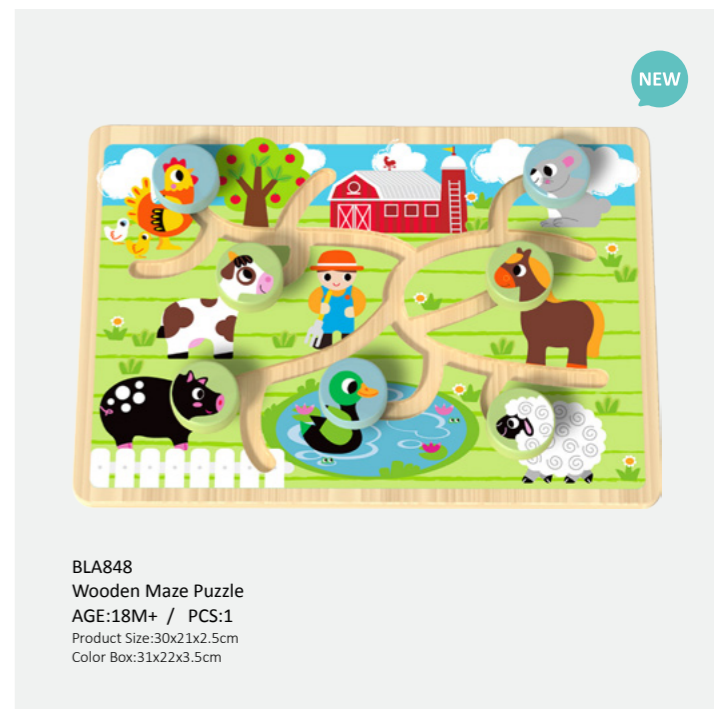 NEW
BLA848
Wooden Maze Puzzle
AGE:18M+ / PCS:1
Product Size:30x21x2.5cm
Color Box:31x22x3.5cm